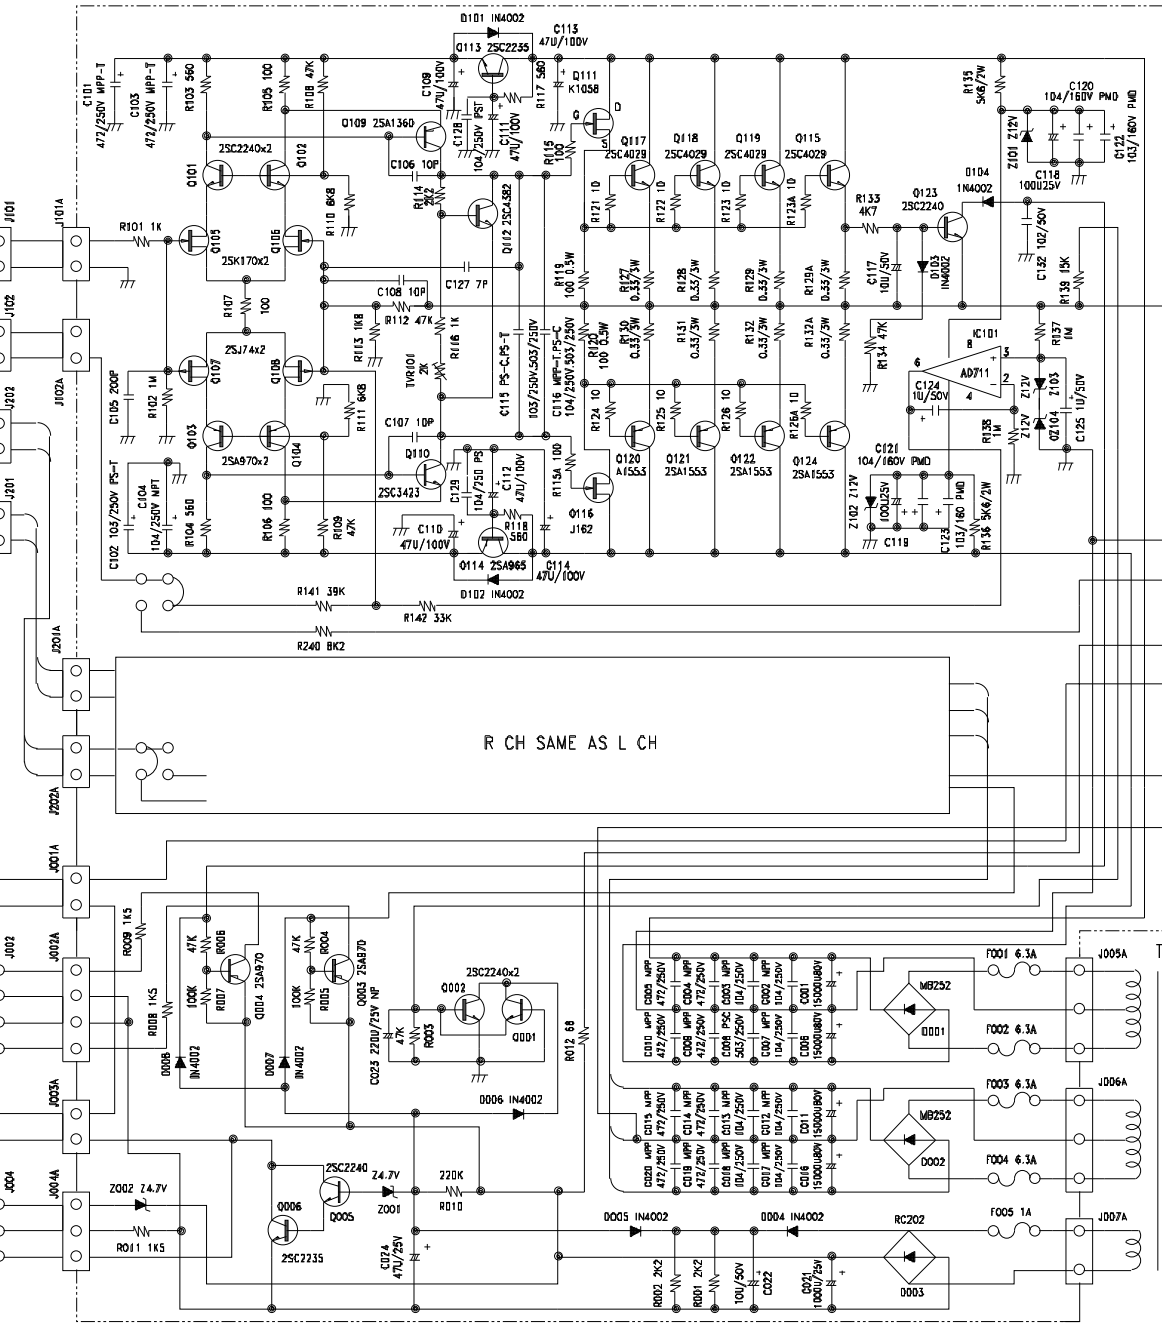 D101 1N4002
C113
47U/100V
Q113 2SC2235
C101
472/250V MPP-T
C103
472/250V MPP-T
R103 560
R105 100
R108 47K
C109
47U/100V
C128
104/250V PST
C111
47U/100V
R117 560
Q111
K1058
G
D
S
R115
100
R135
5K6/2W
C120
104/160V PMD
Z101 Z12V
C118
100U25V
C122
103/160V PMD
Q109 2SA1360
2SC2240x2
Q101
Q102
C106 10P
R114
2K2
Q112 2SC4382
R110 6K8
Q117
2SC4029
Q118
2SC4029
Q119
2SC4029
Q115
2SC4029
R121 10
R122 10
R123 10
R123A 10
R133
4K7
Q123
2SC2240
D104
1N4002
C132 102/50V
J101
J101A
R101 1K
Q105
Q106
2SK170x2
C127 7P
C108 10P
R112 47K
R107
100
R113 1K8
R116 1K
TVR101
2K
C115 PS-C.PS-T
103/250V.503/250V
C116 MPP-T.PS-C
104/250V.503/250V
R119
100 0.5W
R120
100 0.5W
R127
0.33/3W
R128
0.33/3W
R129
0.33/3W
R129A
0.33/3W
R130
0.33/3W
R131
0.33/3W
R132
0.33/3W
R132A
0.33/3W
C117
10U/50V
D103
1N4002
R134 47K
R139 15K
R137
1M
IC101
AD711
8
6
3
2
4
+
−
C124
1U/50V
R138
1M
Z12V
Z103
Z12V
QZ104
C125 1U/50V
J102
J102A
2SJ74x2
Q107
Q108
C105 200P
R102 1M
R111 6K8
Q103
Q104
2SA970x2
C107 10P
Q110
2SC3423
R124 10
R125 10
R126 10
R126A 10
Q120
A1553
Q121
2SA1553
Q122
2SA1553
Q124
2SA1553
C121
104/160V PMD
Z102 Z12V
100U25V
C119
C123
103/160 PMD
R136 5K6/2W
J202
J201
C102 103/250V PS-T
C104
104/250V MPT
R104 560
R106 100
R109
47K
C110
47U/100V
C129
104/250 PS
C112
47U/100V
R118
560
R115A 100
Q116
J162
Q114 2SA965
C114
47U/100V
D102 1N4002
R141 39K
R142 33K
R240 8K2
J201A
J202A
R CH SAME AS L CH
J001A
J002
J002A
R009 1K5
R008 1K5
47K
R006
100K
R007
Q004 2SA970
47K
R004
100K
R005
Q003 2SA970
C023 220U/25V NP
47K
R003
2SC2240x2
Q002
Q001
R012 68
D008
1N4002
D007
1N4002
D006 1N4002
C005 MPP
472/250V
C004 MPP
472/250V
C003 MPP
104/250V
C002 MPP
104/250V
C001
15000U80V
C010 MPP
472/250V
C009 MPP
472/250V
C008 PSC
503/250V
C007 MPP
104/250V
C006
15000U80V
MB252
D001
F001 6.3A
F002 6.3A
J005A
T
C015 MPP
472/250V
C014 MPP
472/250V
C013 MPP
104/250V
C012 MPP
104/250V
C011
15000U80V
C020 MPP
472/250V
C019 MPP
472/250V
C018 MPP
104/250V
C017 MPP
104/250V
C016
15000U80V
MB252
D002
F003 6.3A
F004 6.3A
J006A
J003A
J004
J004A
Z002 Z4.7V
R011 1K5
2SC2240
Q005
Q006
2SC2235
Z4.7V
Z001
220K
R010
C024
47U/25V
D005 1N4002
D004 1N4002
R002 2K2
R001 2K2
10U/50V
C022
C021
1000U/25V
RC202
D003
F005 1A
J007A